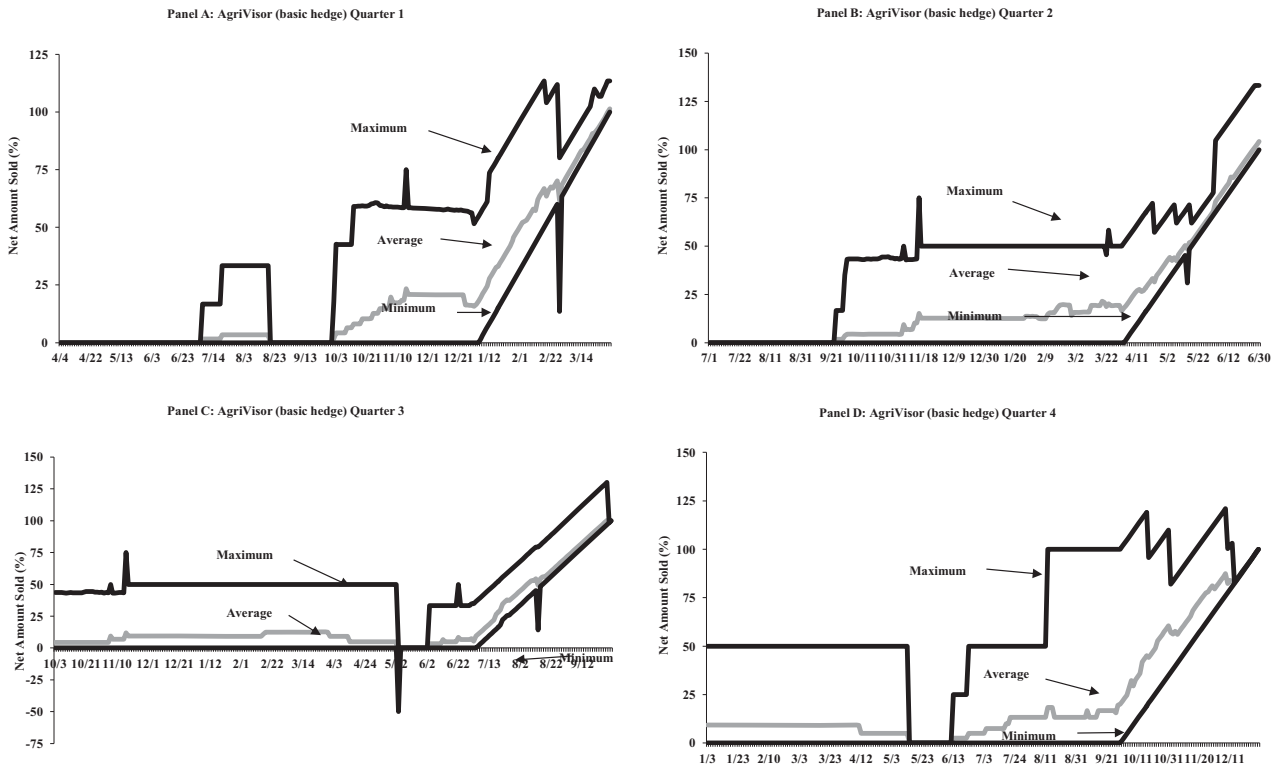 Panel A: AgriVisor (basic hedge) Quarter 1
Net Amount Sold (%)
125
100
75
50
25
0
Maximum
Average
Minimum
4/4 4/22 5/13 6/3 6/23 7/14 8/3 8/23 9/13 10/3 10/21 11/10 12/1 12/21 1/12 2/1 2/22 3/14
Panel B: AgriVisor (basic hedge) Quarter 2
Net Amount Sold (%)
150
125
100
75
50
25
0
Maximum
Average
Minimum
7/1 7/22 8/11 8/31 9/21 10/11 10/31 11/18 12/9 12/30 1/20 2/9 3/2 3/22 4/11 5/2 5/22 6/12 6/30
Panel C: AgriVisor (basic hedge) Quarter 3
Net Amount Sold (%)
150
125
100
75
50
25
0
-25
-50
-75
Maximum
Average
Minimum
10/3 10/21 11/10 12/1 12/21 1/12 2/1 2/22 3/14 4/3 4/24 6/2 6/22 7/13 8/2 8/22 9/12
Panel D: AgriVisor (basic hedge) Quarter 4
Net Amount Sold (%)
150
125
100
75
50
25
0
Maximum
Average
Minimum
1/3 1/23 2/10 3/2 3/23 4/12 5/3 5/23 6/13 7/3 7/24 8/11 8/31 9/21 10/11 10/31 11/20 12/11